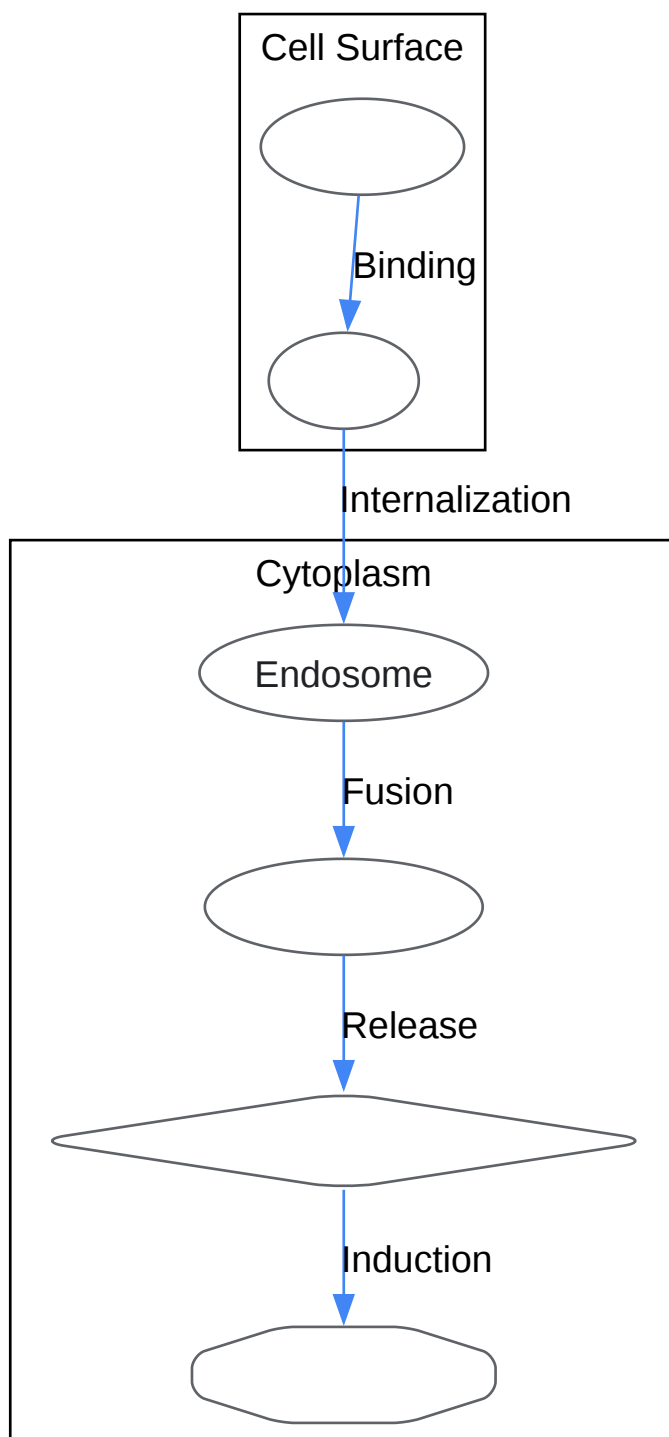 Cell Surface
Binding
Internalization
Cytoplasm
Endosome
Fusion
Release
Induction